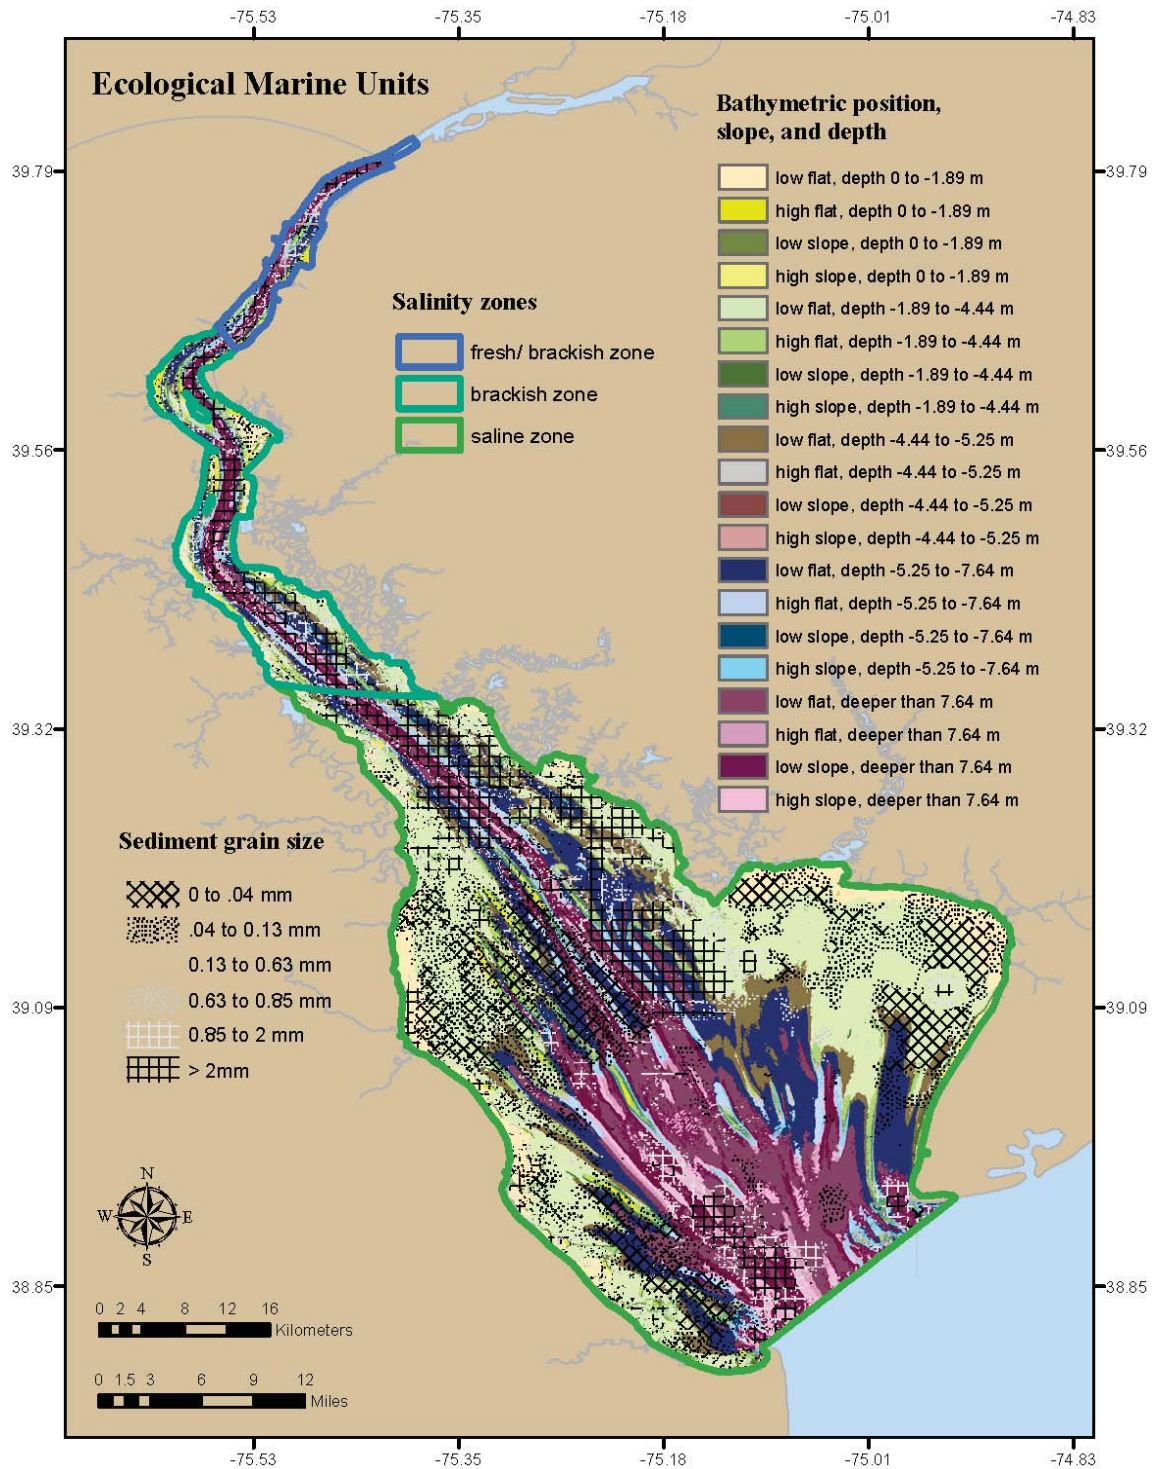 -75.53 -75.35 -75.18 -75.01 -74.83
Ecological Marine Units
Bathymetric position,
slope, and depth
low flat, depth 0 to -1.89 m
high flat, depth 0 to -1.89 m
low slope, depth 0 to -1.89 m
high slope, depth 0 to -1.89 m
low flat, depth -1.89 to -4.44 m
high flat, depth -1.89 to -4.44 m
low slope, depth -1.89 to -4.44 m
high slope, depth -1.89 to -4.44 m
low flat, depth -4.44 to -5.25 m
high flat, depth -4.44 to -5.25 m
low slope, depth -4.44 to -5.25 m
high slope, depth -4.44 to -5.25 m
low flat, depth -5.25 to -7.64 m
high flat, depth -5.25 to -7.64 m
low slope, depth -5.25 to -7.64 m
high slope, depth -5.25 to -7.64 m
low flat, deeper than 7.64 m
high flat, deeper than 7.64 m
low slope, deeper than 7.64 m
high slope, deeper than 7.64 m
Salinity zones
fresh/ brackish zone
brackish zone
saline zone
Sediment grain size
0 to .04 mm
.04 to 0.13 mm
0.13 to 0.63 mm
0.63 to 0.85 mm
0.85 to 2 mm
> 2mm
N
W E
S
0 2 4 8 12 16
Kilometers
0 1.5 3 6 9 12
Miles
39.79 39.79
39.56 39.56
39.32 39.32
39.09 39.09
38.85 38.85
-75.53 -75.35 -75.18 -75.01 -74.83